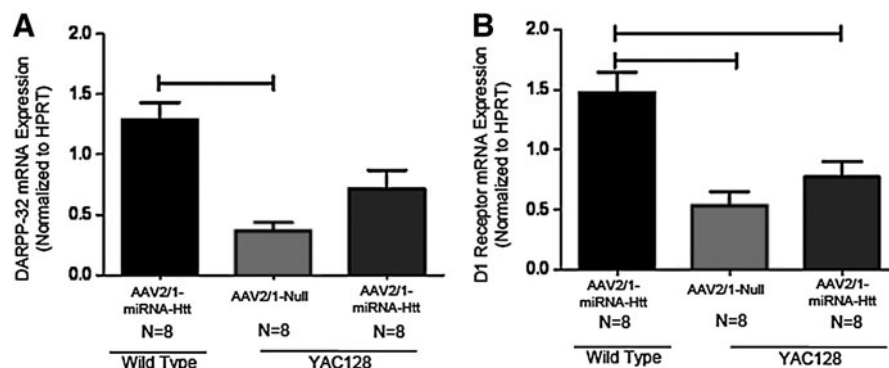 A
DARPP-32 mRNA Expression
(Normalized to HPRT)
2.0
1.5
1.0
0.5
0.0
AAV2/1-
miRNA-Htt
AAV2/1-Null
AAV2/1-
miRNA-Htt
N=8
N=8
N=8
Wild Type
YAC128
B
D1 Receptor mRNA Expression
(Normalized to HPRT)
2.0
1.5
1.0
0.5
0.0
AAV2/1-
miRNA-Htt
AAV2/1-Null
AAV2/1-
miRNA-Htt
N=8
N=8
N=8
Wild Type
YAC128